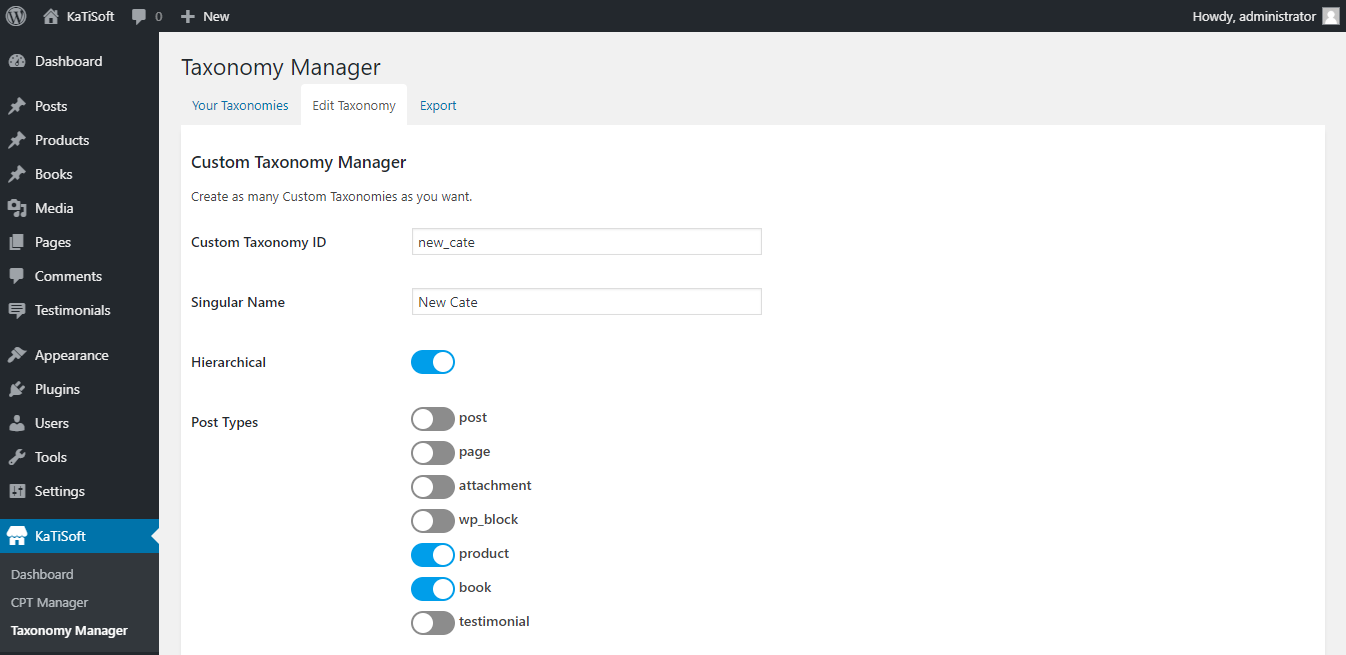 KaTiSoft 0 New Howdy, administrator
Dashboard
Posts
Products
Books
Media
Pages
Comments
Testimonials
Appearance
Plugins
Users
Tools
Settings
KaTiSoft
Dashboard
CPT Manager
Taxonomy Manager
Taxonomy Manager
Your Taxonomies Edit Taxonomy Export
Custom Taxonomy Manager
Create as many Custom Taxonomies as you want.
Custom Taxonomy ID new_cate
Singular Name New Cate
Hierarchical
Post Types post
page
attachment
wp_block
product
book
testimonial